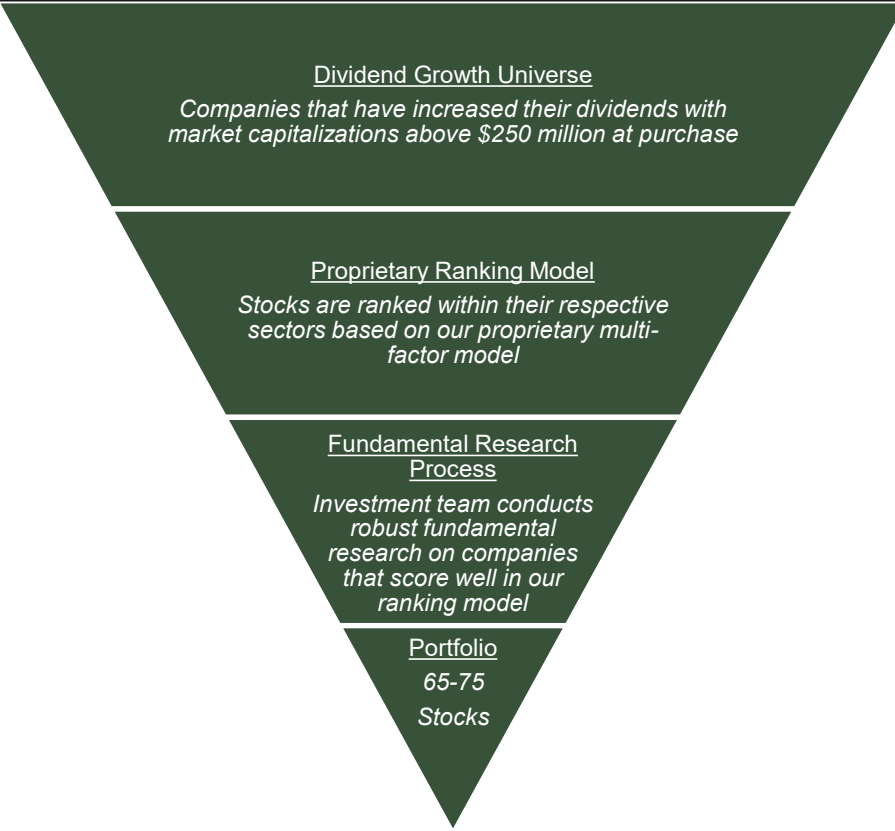 Dividend Growth Universe
Companies that have increased their dividends with
market capitalizations above $250 million at purchase
Proprietary Ranking Model
Stocks are ranked within their respective
sectors based on our proprietary multi-
factor model
Fundamental Research
Process
Investment team conducts
robust fundamental
research on companies
that score well in our
ranking model
Portfolio
65-75
Stocks